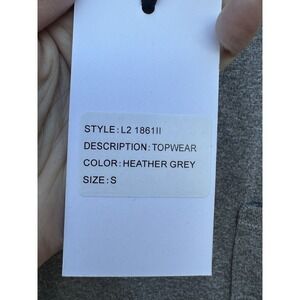 STYLE:L2 1861II
DESCRIPTION:TOPWEAR
COLOR:HEATHER GREY
SIZE:S